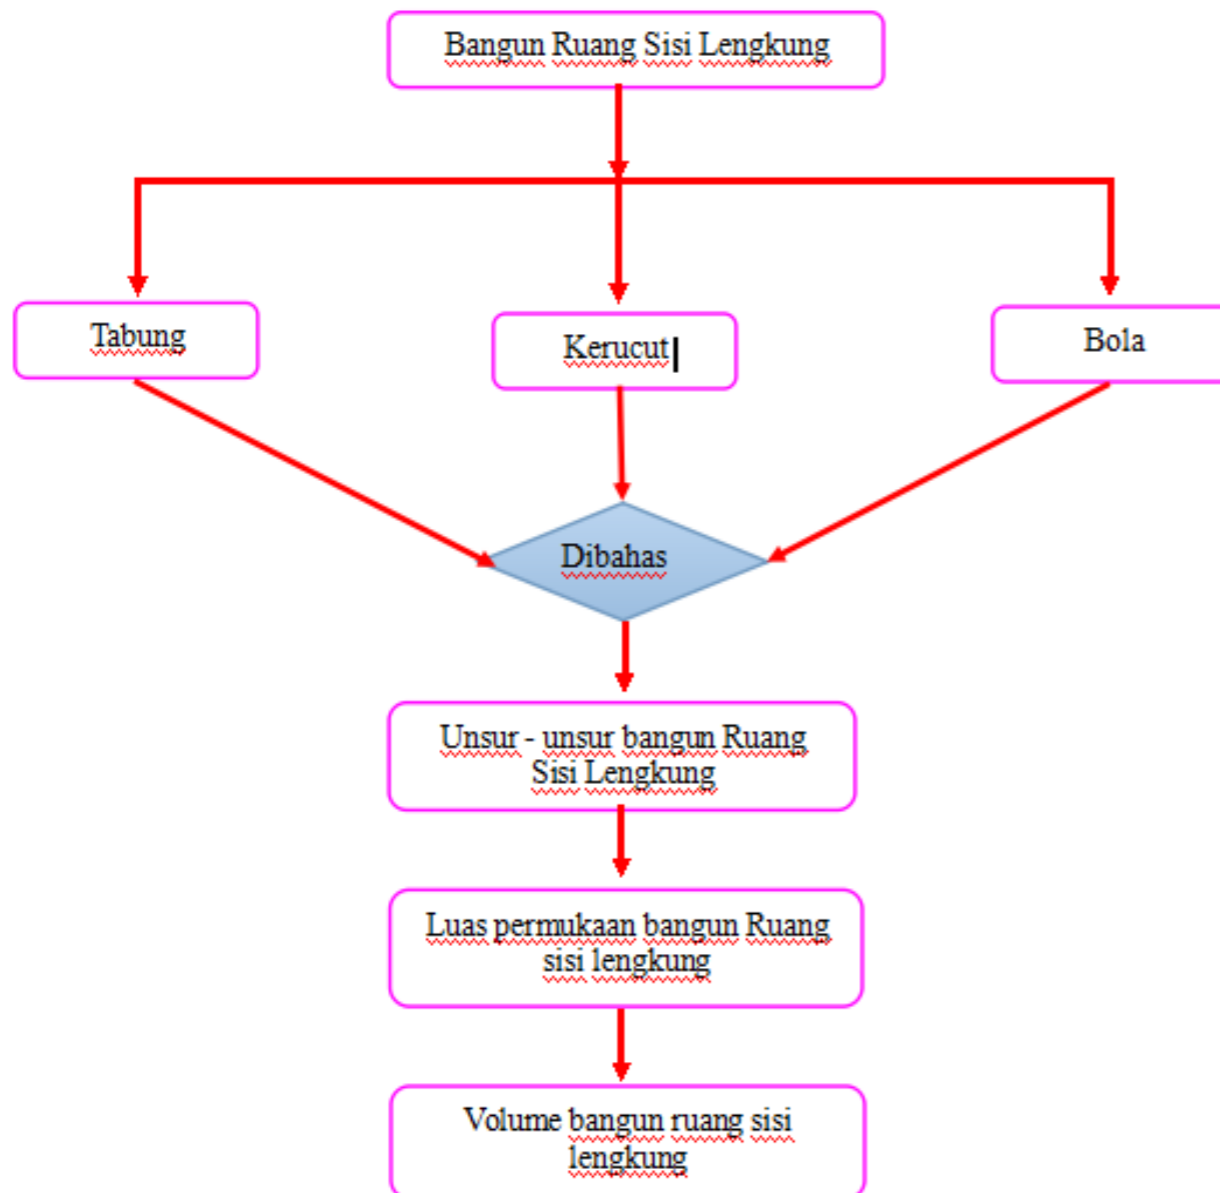 Bangun Ruang Sisi Lengkung
Tabung
Kerucut
Bola
Dibahas
Unsur - unsur bangun Ruang
Sisi Lengkung
Luas permukaan bangun Ruang
sisi lengkung
Volume bangun ruang sisi
lengkung